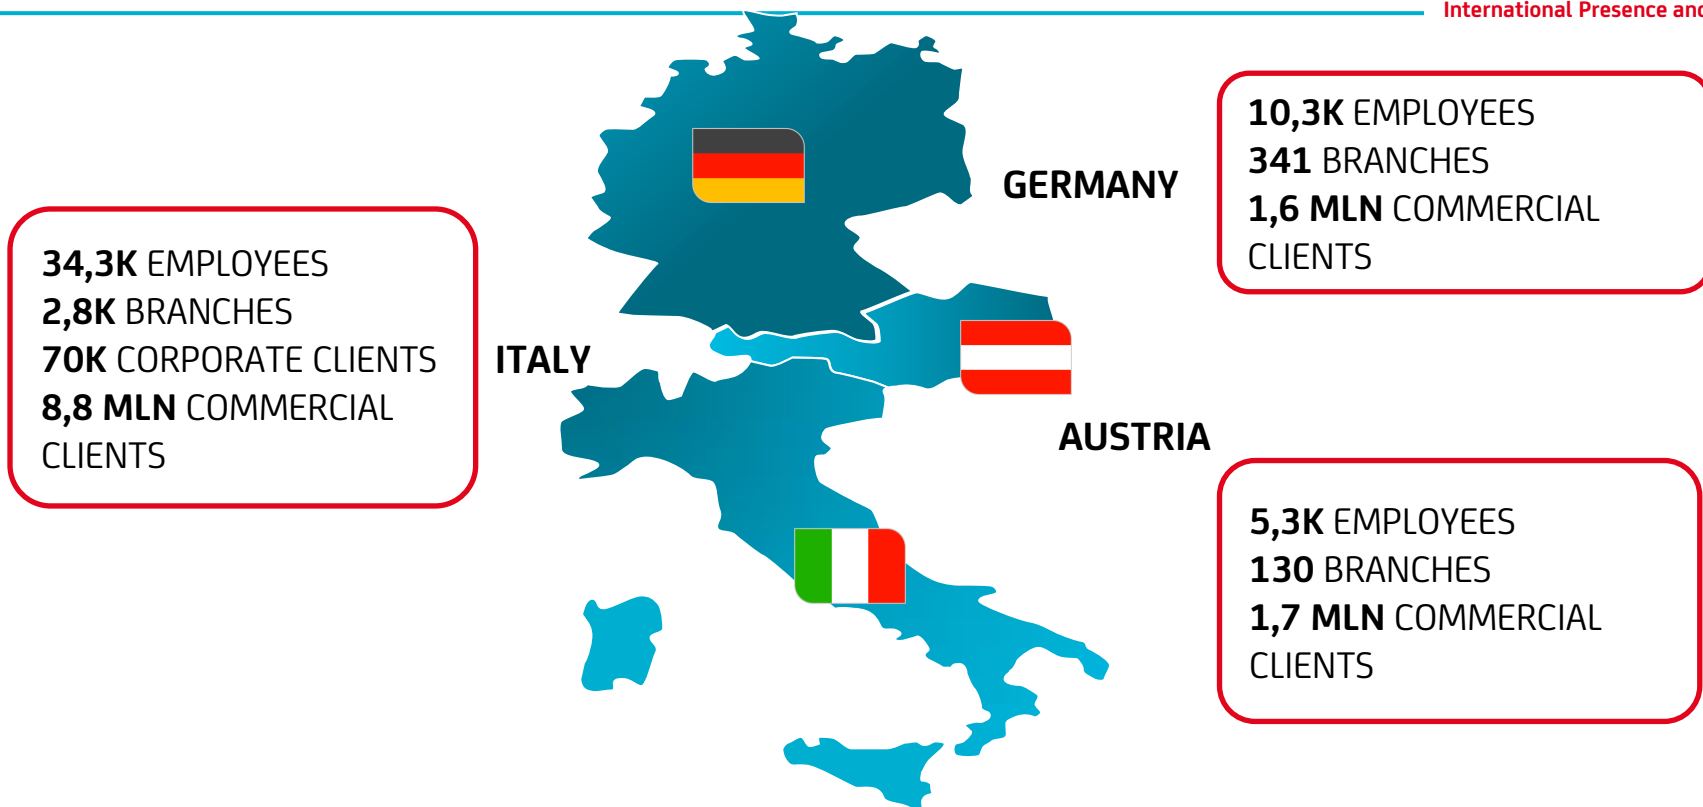 International Presence and
GERMANY
10,3K EMPLOYEES
341 BRANCHES
1,6 MLN COMMERCIAL
CLIENTS
34,3K EMPLOYEES
2,8K BRANCHES
70K CORPORATE CLIENTS
8,8 MLN COMMERCIAL
CLIENTS
ITALY
AUSTRIA
5,3K EMPLOYEES
130 BRANCHES
1,7 MLN COMMERCIAL
CLIENTS